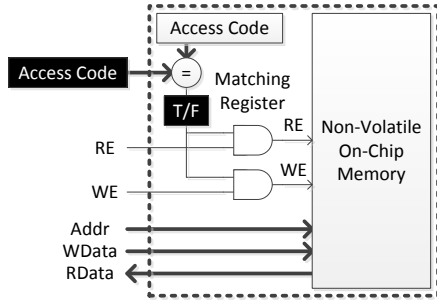 Access Code
Access Code
=
Matching
Register
T/F
RE
RE
Non-Volatile
On-Chip
Memory
WE
WE
Addr
WData
RData